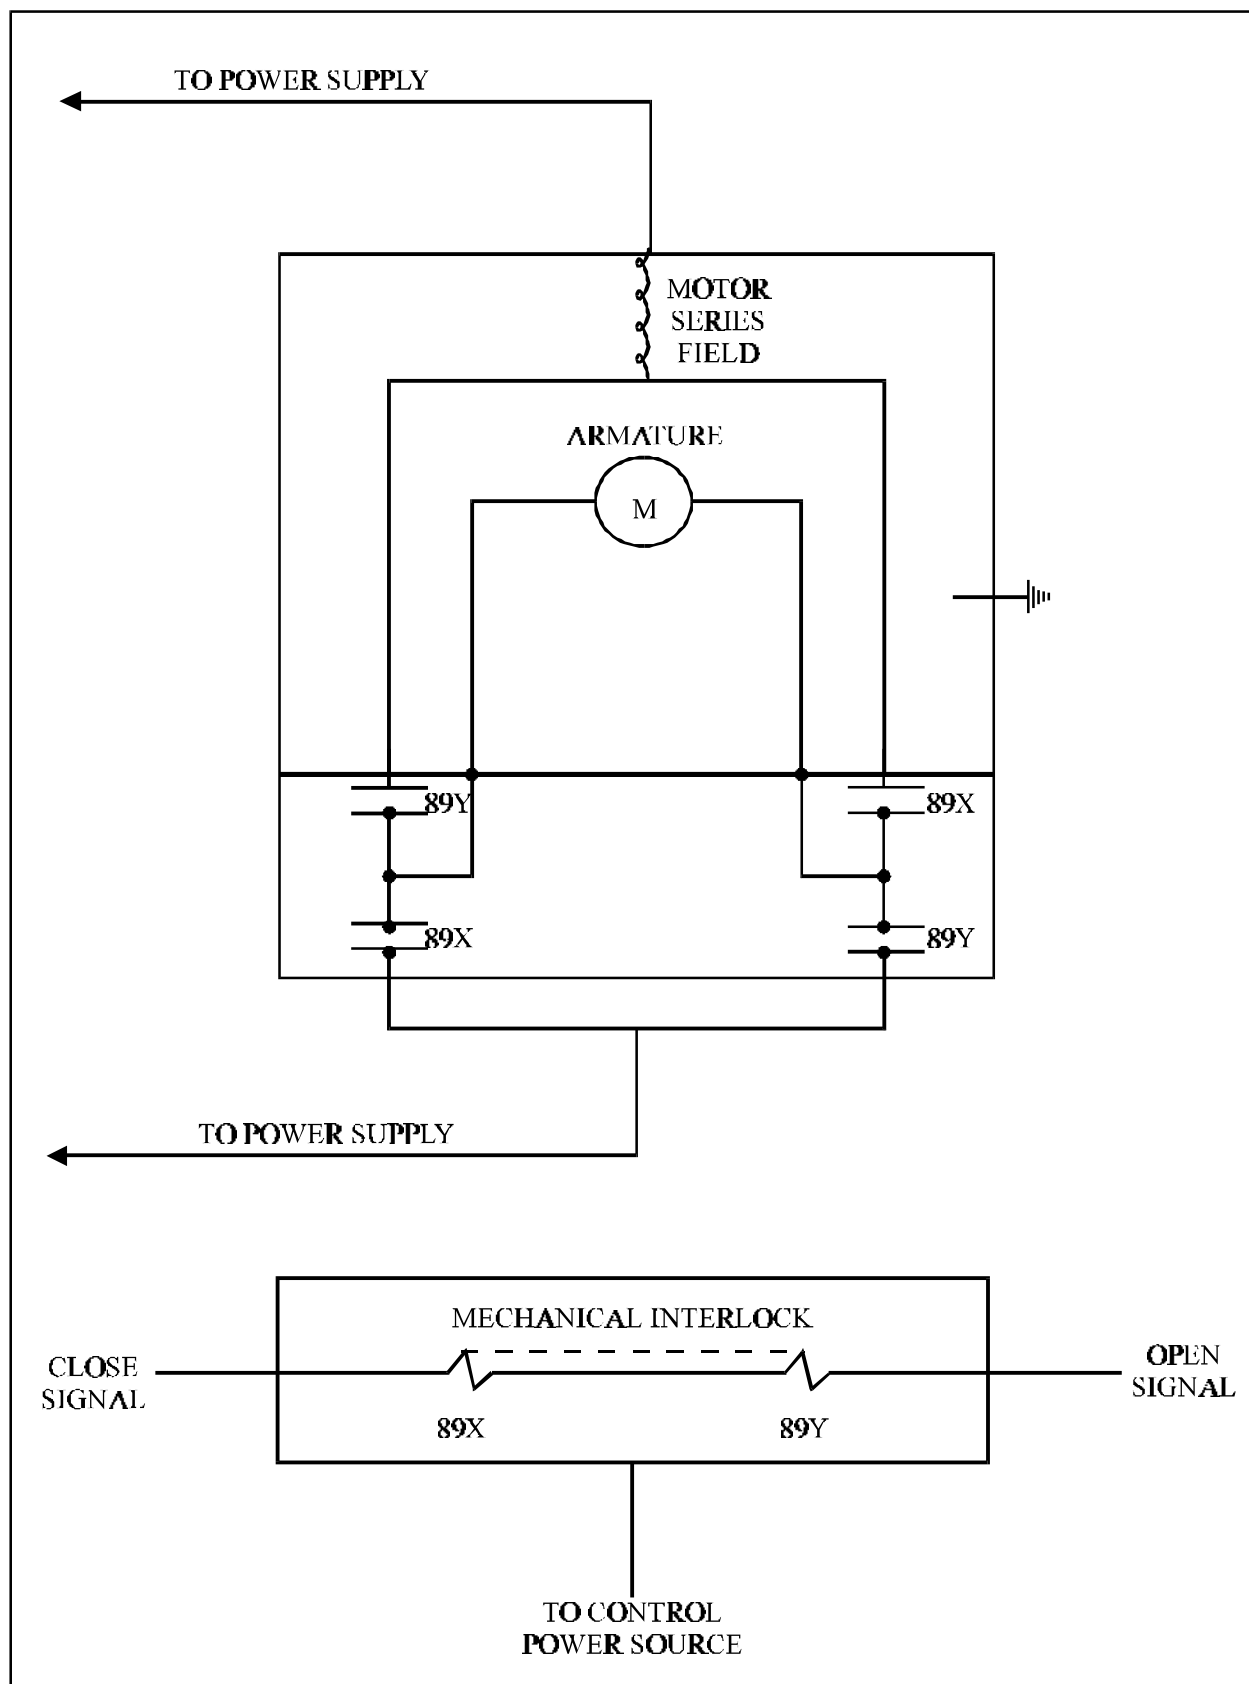 TO POWER SUPPLY
MOTOR
SERIES
FIELD
ARMATURE
M
89Y
89X
89X
89Y
TO POWER SUPPLY
MECHANICAL INTERLOCK
CLOSE
SIGNAL
OPEN
SIGNAL
89X
89Y
TO CONTROL
POWER SOURCE